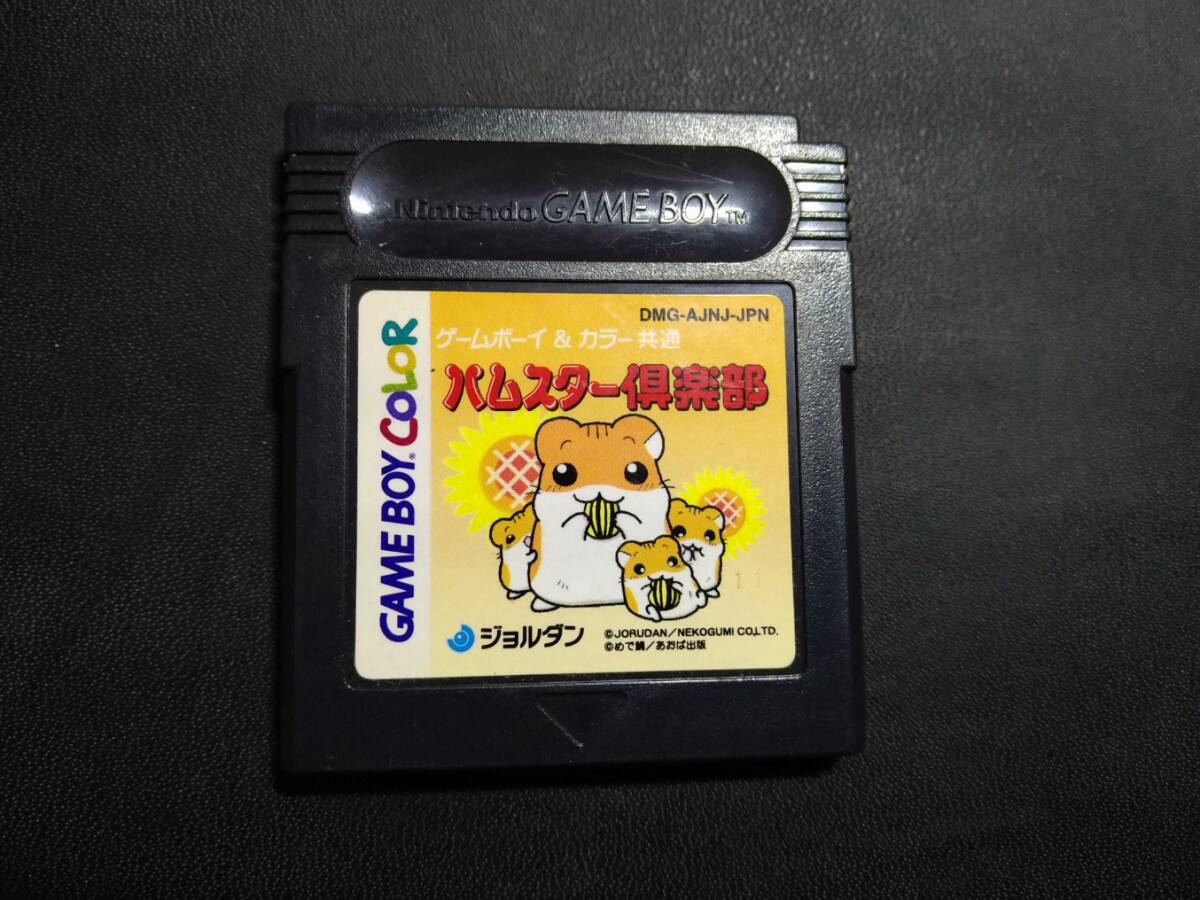 Nintendo GAME BOY™
DMG-AJNJ-JPN
ゲームボーイ & カラー 共通
ハムスター倶楽部
GAME BOY® COLOR
ジョルダン
©JORUDAN/NEKOGUMI CO.,LTD.
©めで鯛/あおば出版
11